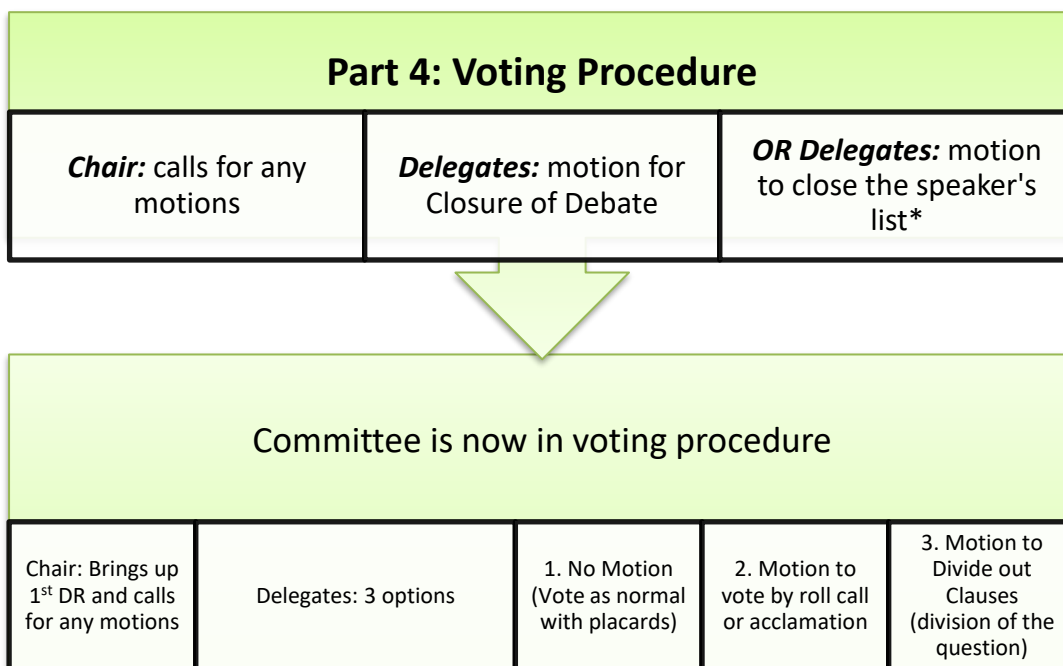 Part 4: Voting Procedure
Chair: calls for any
motions
Delegates: motion for
Closure of Debate
OR Delegates: motion
to close the speaker's
list*
Committee is now in voting procedure
Chair: Brings up
1st DR and calls
for any motions
Delegates: 3 options
1. No Motion
(Vote as normal
with placards)
2. Motion to
vote by roll call
or acclamation
3. Motion to
Divide out
Clauses
(division of the
question)